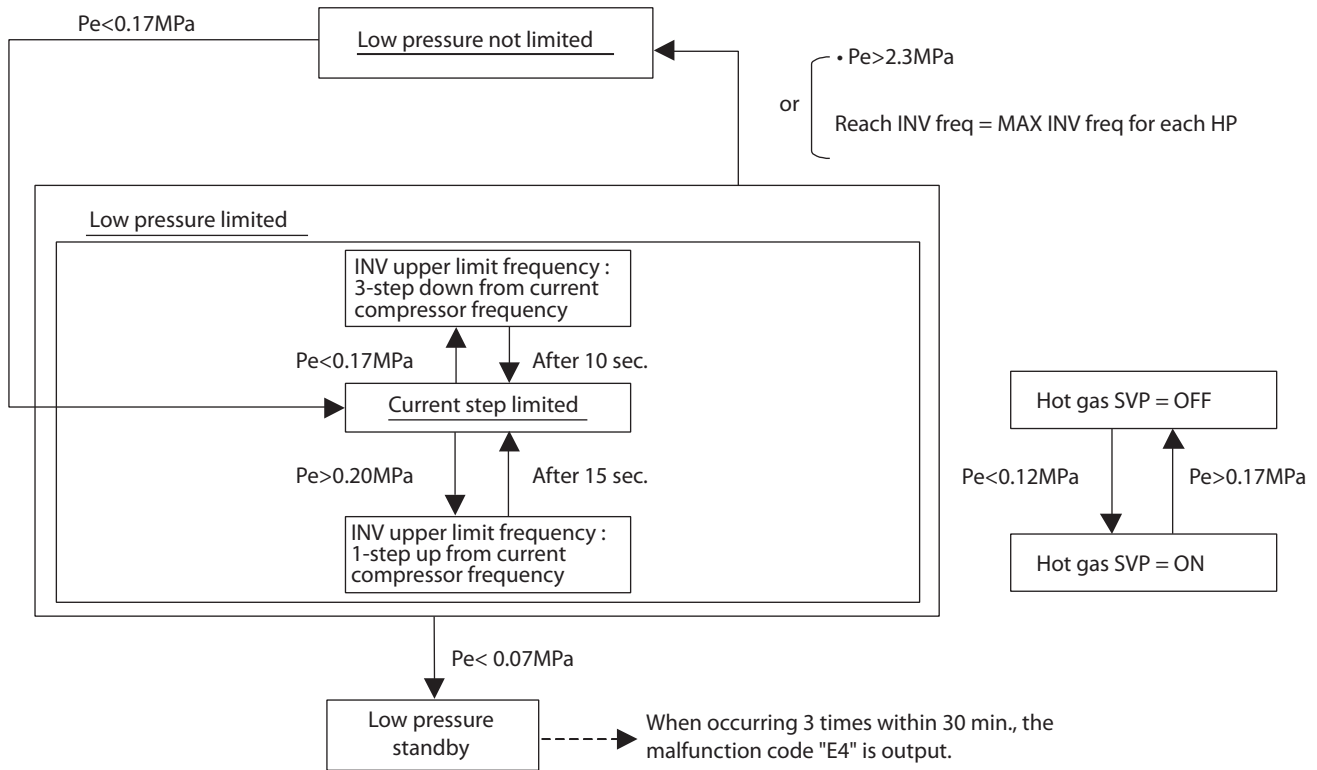 Pe<0.17MPa
Low pressure not limited
or
• Pe>2.3MPa
Reach INV freq = MAX INV freq for each HP
Low pressure limited
INV upper limit frequency :
3-step down from current
compressor frequency
Pe<0.17MPa
After 10 sec.
Current step limited
Pe>0.20MPa
After 15 sec.
INV upper limit frequency :
1-step up from current
compressor frequency
Hot gas SVP = OFF
Pe<0.12MPa
Pe>0.17MPa
Hot gas SVP = ON
Pe< 0.07MPa
Low pressure
standby
When occurring 3 times within 30 min., the
malfunction code "E4" is output.